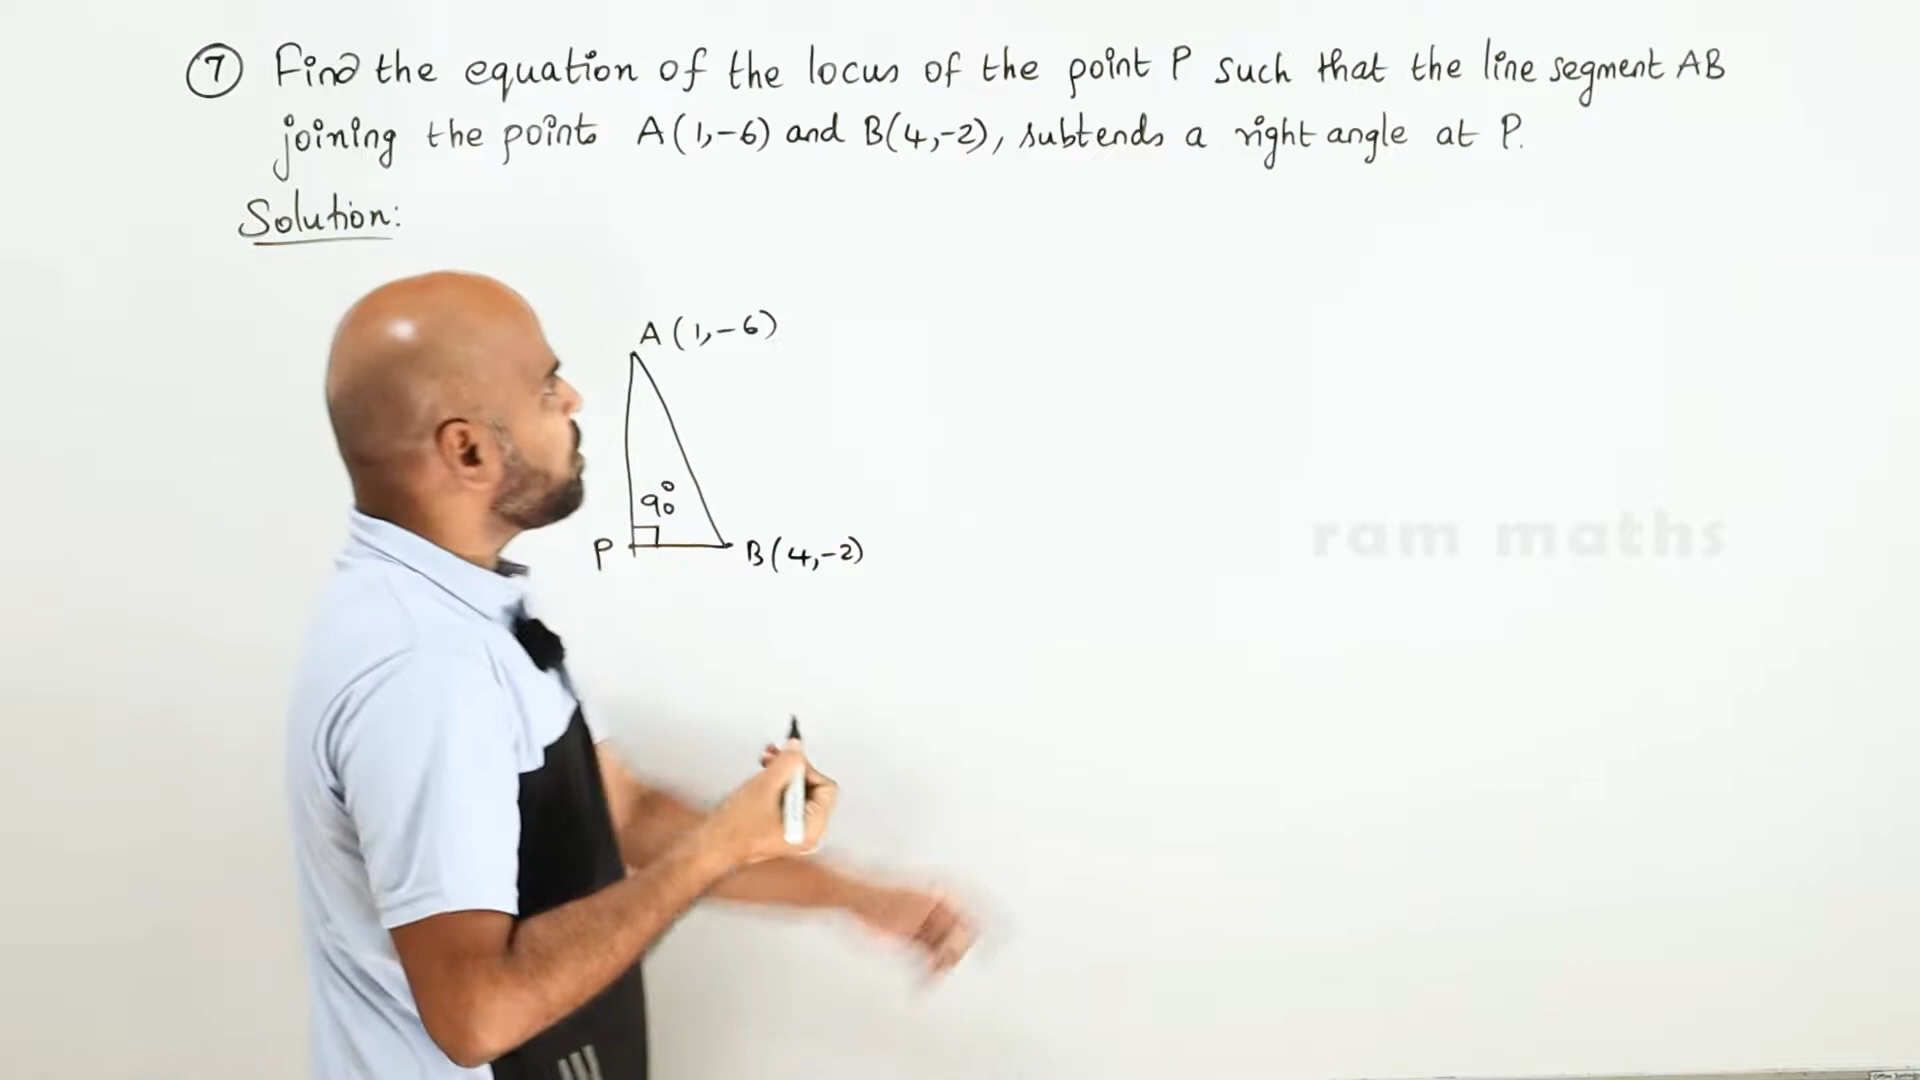 7 Find the equation of the locus of the point P such that the line segment AB
joining the points A(1,-6) and B(4,-2), subtends a right angle at P.
Solution:
A(1,-6)
90°
P
B(4,-2)
ram maths